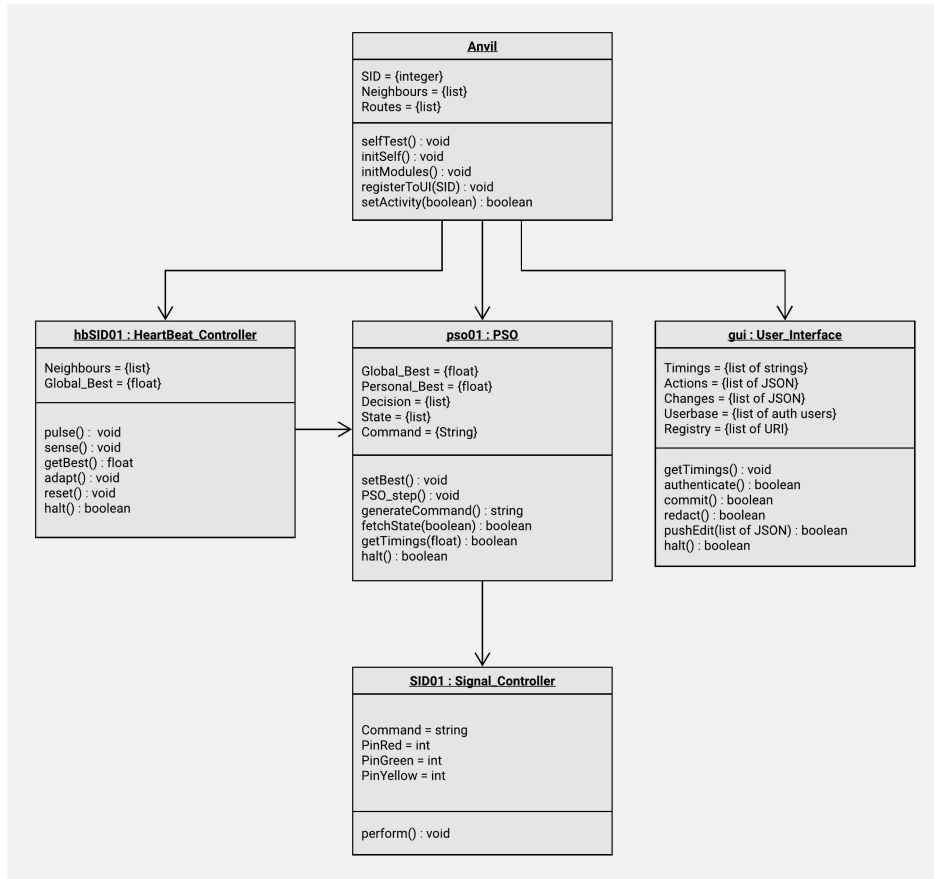 Anvil
SID = {integer}
Neighbours = {list}
Routes = {list}
selfTest() : void
initSelf() : void
initModules() : void
registerToUI(SID) : void
setActivity(boolean) : boolean
hbSID01 : HeartBeat_Controller
Neighbours = {list}
Global_Best = {float}
pulse() :  void
sense() : void
getBest() : float
adapt() : void
reset() : void
halt() : boolean
pso01 : PSO
Global_Best = {float}
Personal_Best = {float}
Decision = {list}
State = {list}
Command = {String}
setBest() : void
PSO_step() : void
generateCommand() : string
fetchState(boolean) : boolean
getTimings(float) : boolean
halt() : boolean
gui : User_Interface
Timings = {list of strings}
Actions = {list of JSON}
Changes = {list of JSON}
Userbase = {list of auth users}
Registry = {list of URI}
getTimings() : void
authenticate() : boolean
commit() : boolean
redact() : boolean
pushEdit(list of JSON) : boolean
halt() : boolean
SID01 : Signal_Controller
Command = string
PinRed = int
PinGreen = int
PinYellow = int
perform() : void